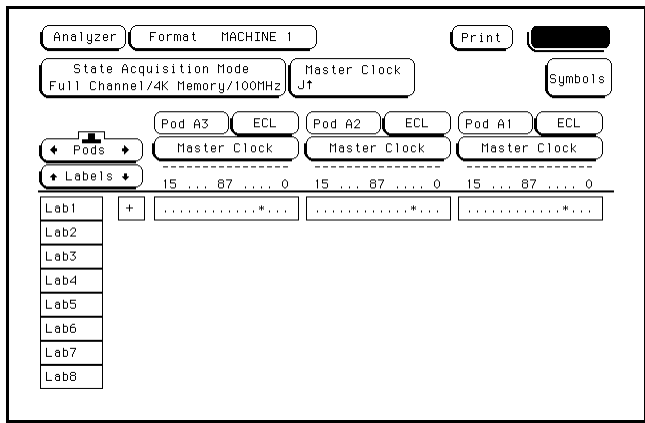 Analyzer Format MACHINE 1 Print
State Acquisition Mode
Full Channel/4K Memory/100MHz
Master Clock
J↑
Symbols
Pod A3 ECL Pod A2 ECL Pod A1 ECL
← Pods → Master Clock Master Clock Master Clock
↑ Labels ↓ 15 ... 87 .... 0 15 ... 87 .... 0 15 ... 87 .... 0
Lab1 + ............*... ............*... ............*...
Lab2
Lab3
Lab4
Lab5
Lab6
Lab7
Lab8